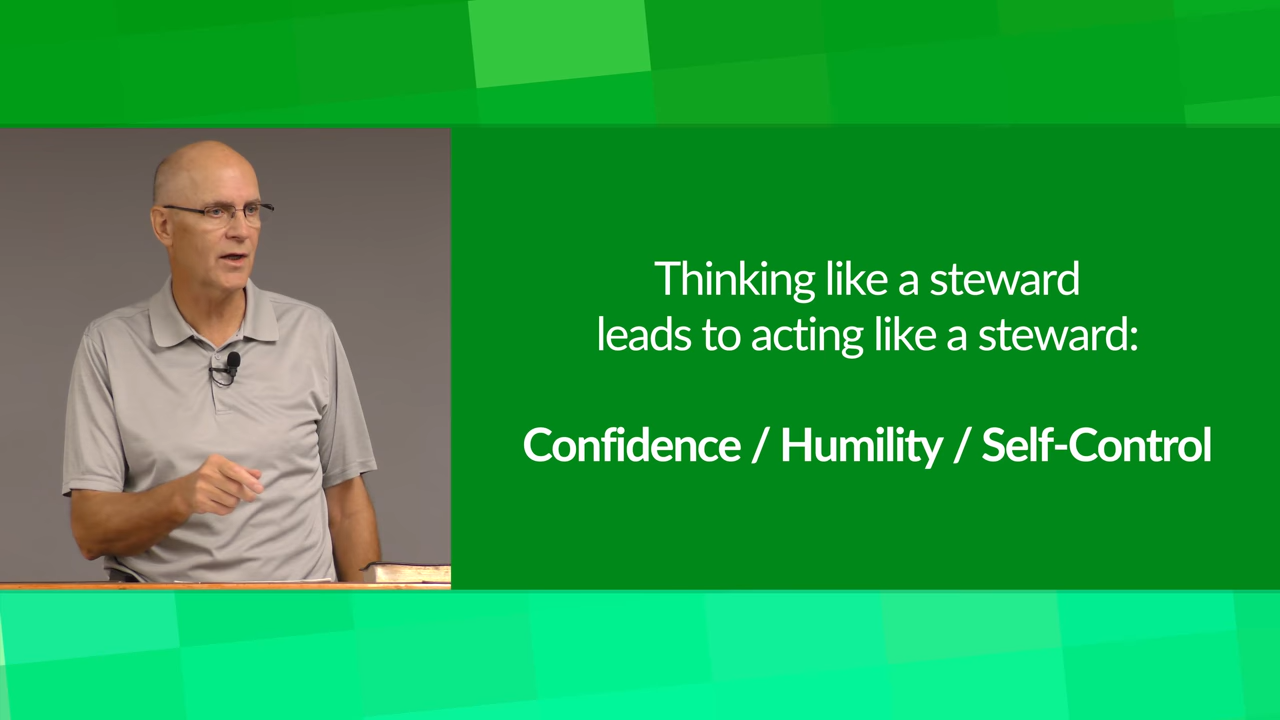 Thinking like a steward
leads to acting like a steward:
Confidence / Humility / Self-Control